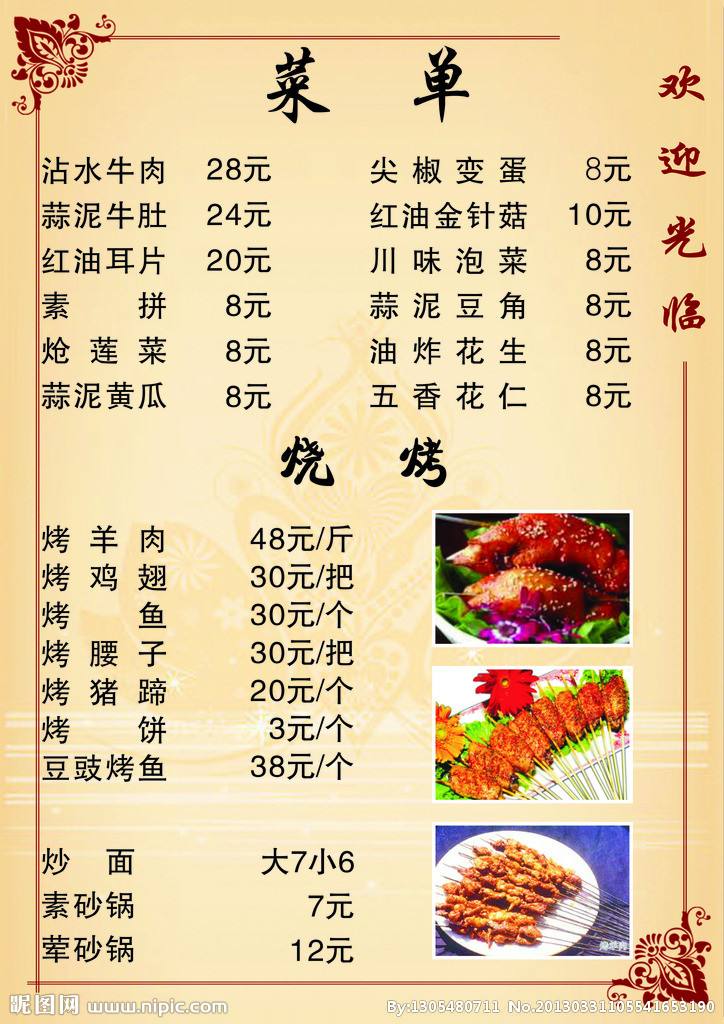 菜 单
欢迎光临
沾水牛肉 28元 尖椒变蛋 8元
蒜泥牛肚 24元 红油金针菇 10元
红油耳片 20元 川味泡菜 8元
素拼 8元 蒜泥豆角 8元
炝莲菜 8元 油炸花生 8元
蒜泥黄瓜 8元 五香花仁 8元
烧 烤
烤羊肉 48元/斤
烤鸡翅 30元/把
烤鱼 30元/个
烤腰子 30元/把
烤猪蹄 20元/个
烤饼 3元/个
豆豉烤鱼 38元/个
炒面 大7小6
素砂锅 7元
荤砂锅 12元
昵图网 www.nipic.com By:1305480711 No.20130331105541653190